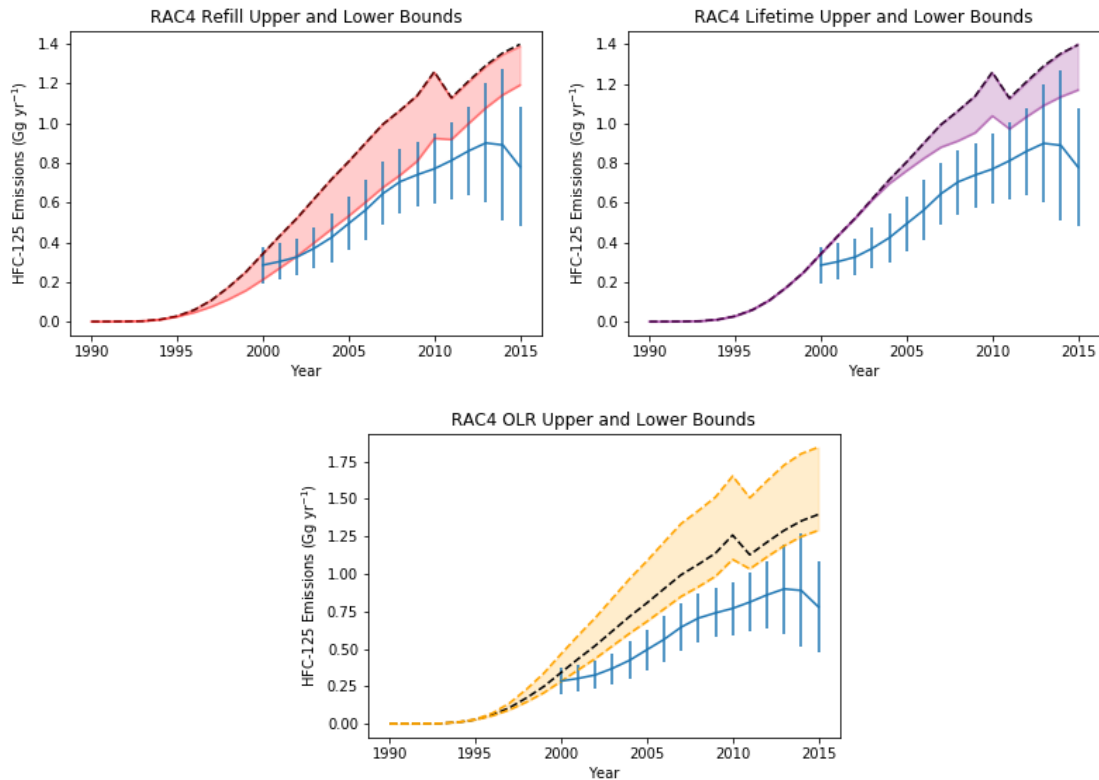 RAC4 Refill Upper and Lower Bounds
HFC-125 Emissions (Gg yr⁻¹)
1.4
1.2
1.0
0.8
0.6
0.4
0.2
0.0
1990 1995 2000 2005 2010 2015
Year
RAC4 Lifetime Upper and Lower Bounds
HFC-125 Emissions (Gg yr⁻¹)
1.4
1.2
1.0
0.8
0.6
0.4
0.2
0.0
1990 1995 2000 2005 2010 2015
Year
RAC4 OLR Upper and Lower Bounds
HFC-125 Emissions (Gg yr⁻¹)
1.75
1.50
1.25
1.00
0.75
0.50
0.25
0.00
1990 1995 2000 2005 2010 2015
Year